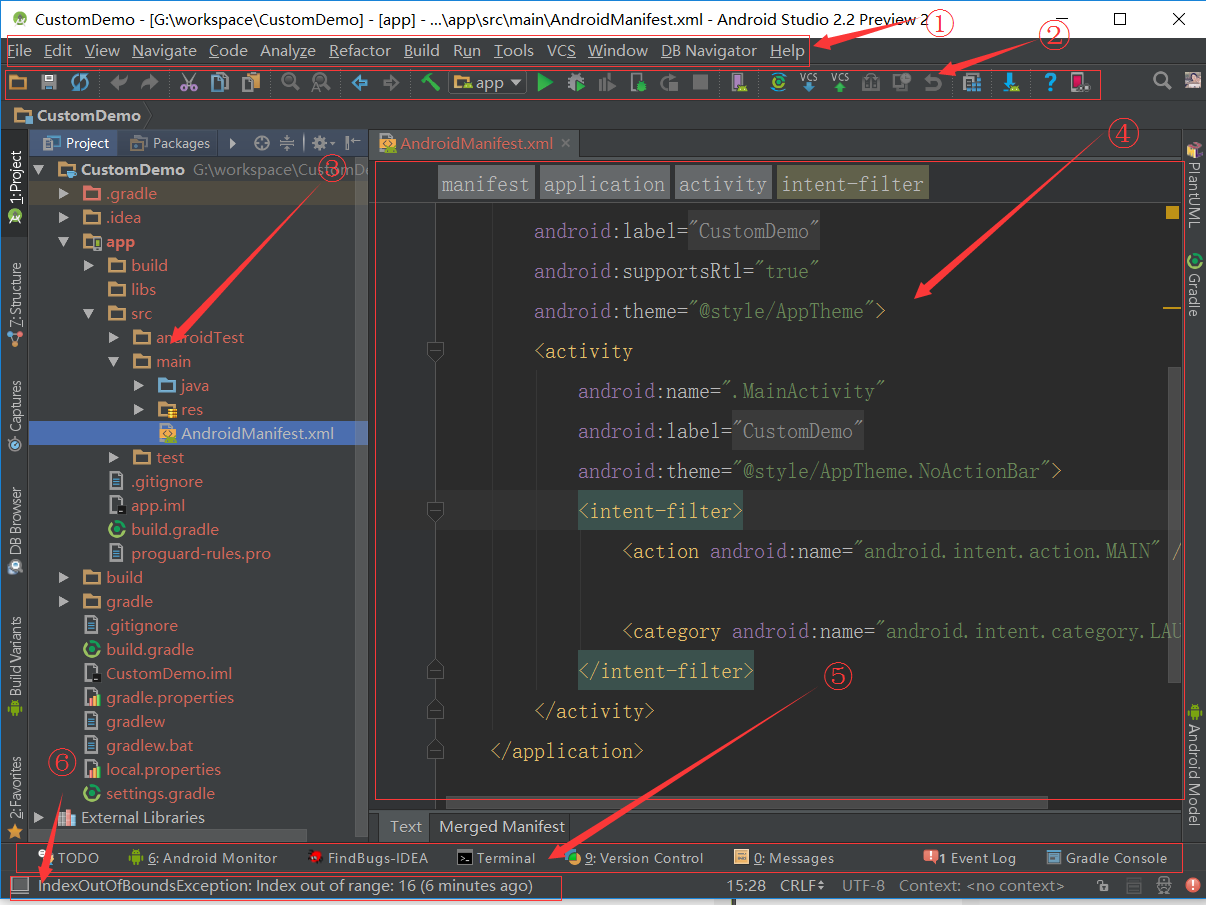 CustomDemo - [G:\workspace\CustomDemo] - [app] - ...\app\src\main\AndroidManifest.xml - Android Studio 2.2 Preview 2
①
②
File Edit View Navigate Code Analyze Refactor Build Run Tools VCS Window DB Navigator Help
app
VCS VCS
?
CustomDemo
④
Project Packages
AndroidManifest.xml
③
CustomDemo G:\workspace\CustomDe
.gradle
.idea
app
build
libs
src
androidTest
main
java
res
AndroidManifest.xml
test
.gitignore
app.iml
build.gradle
proguard-rules.pro
build
gradle
.gitignore
build.gradle
CustomDemo.iml
gradle.properties
gradlew
gradlew.bat
local.properties
settings.gradle
External Libraries
1:Project
7:Structure
Captures
DB Browser
Build Variants
2:Favorites
⑥
manifest application activity intent-filter
android:label="CustomDemo"
android:supportsRtl="true"
android:theme="@style/AppTheme">
<activity
android:name=".MainActivity"
android:label="CustomDemo"
android:theme="@style/AppTheme.NoActionBar">
<intent-filter>
<action android:name="android.intent.action.MAIN" /
<category android:name="android.intent.category.LAU
</intent-filter>
</activity>
</application>
⑤
PlantUML
Gradle
Android Model
Text Merged Manifest
TODO 6: Android Monitor FindBugs-IDEA Terminal 9: Version Control 0: Messages 1 Event Log Gradle Console
IndexOutOfBoundsException: Index out of range: 16 (6 minutes ago) 15:28 CRLF UTF-8 Context: <no context>